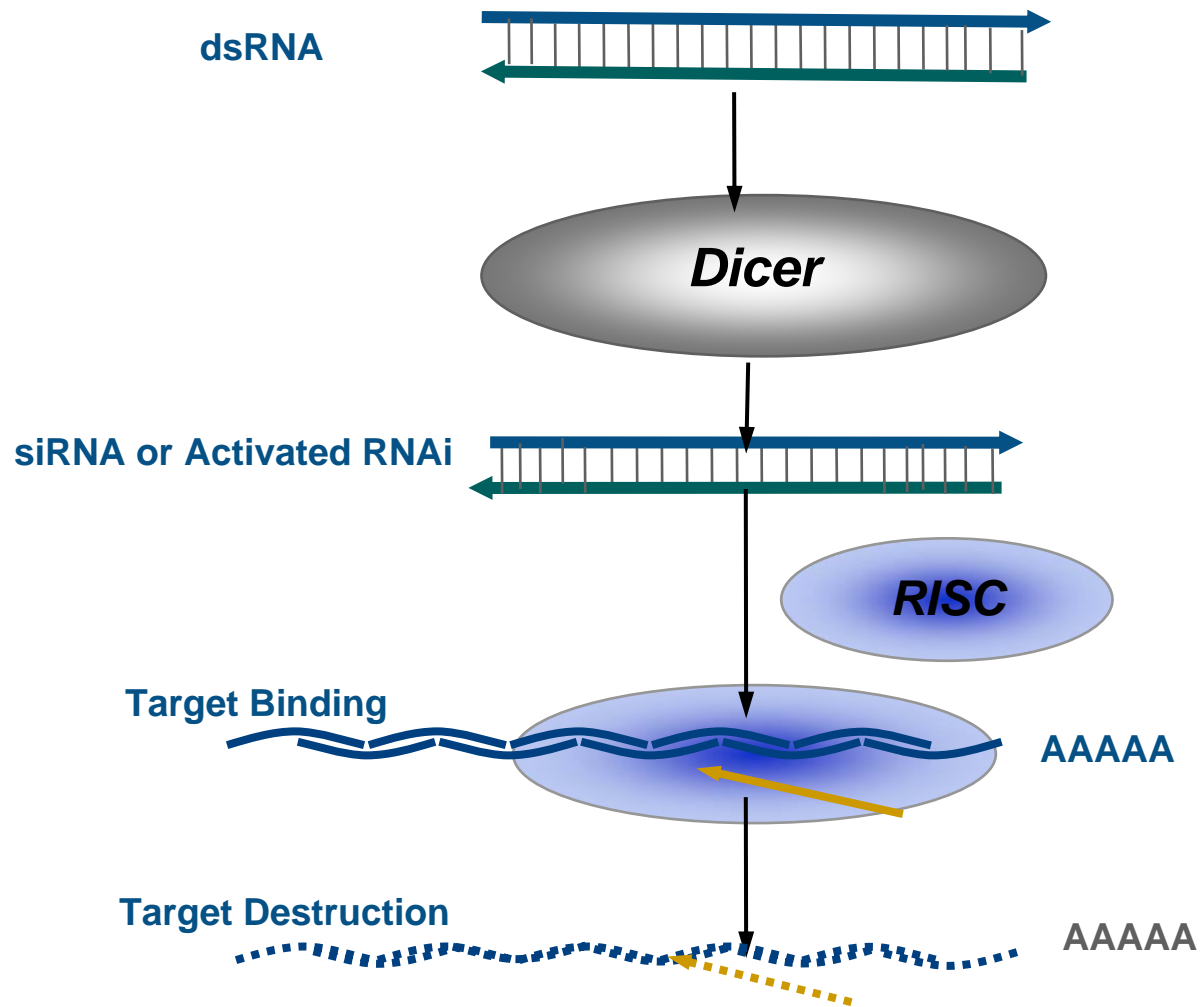 dsRNA
Dicer
siRNA or Activated RNAi
RISC
Target Binding
AAAAA
Target Destruction
AAAAA